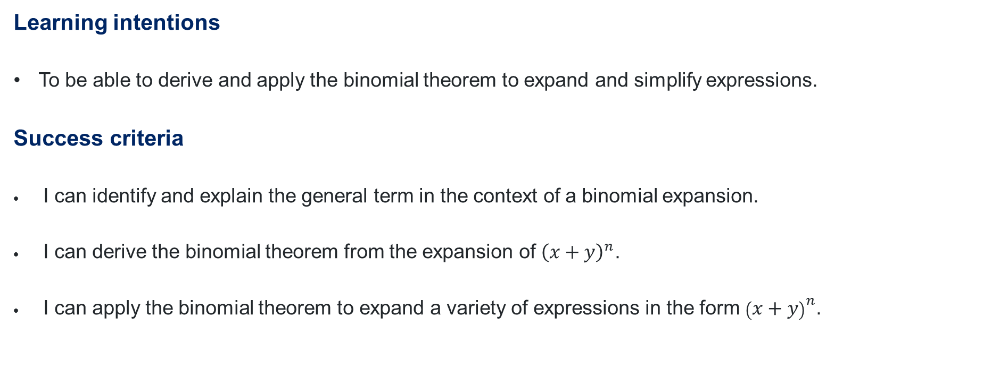 Learning intentions
• To be able to derive and apply the binomial theorem to expand and simplify expressions.
Success criteria
• I can identify and explain the general term in the context of a binomial expansion.
• I can derive the binomial theorem from the expansion of (x + y)ⁿ.
• I can apply the binomial theorem to expand a variety of expressions in the form (x + y)ⁿ.